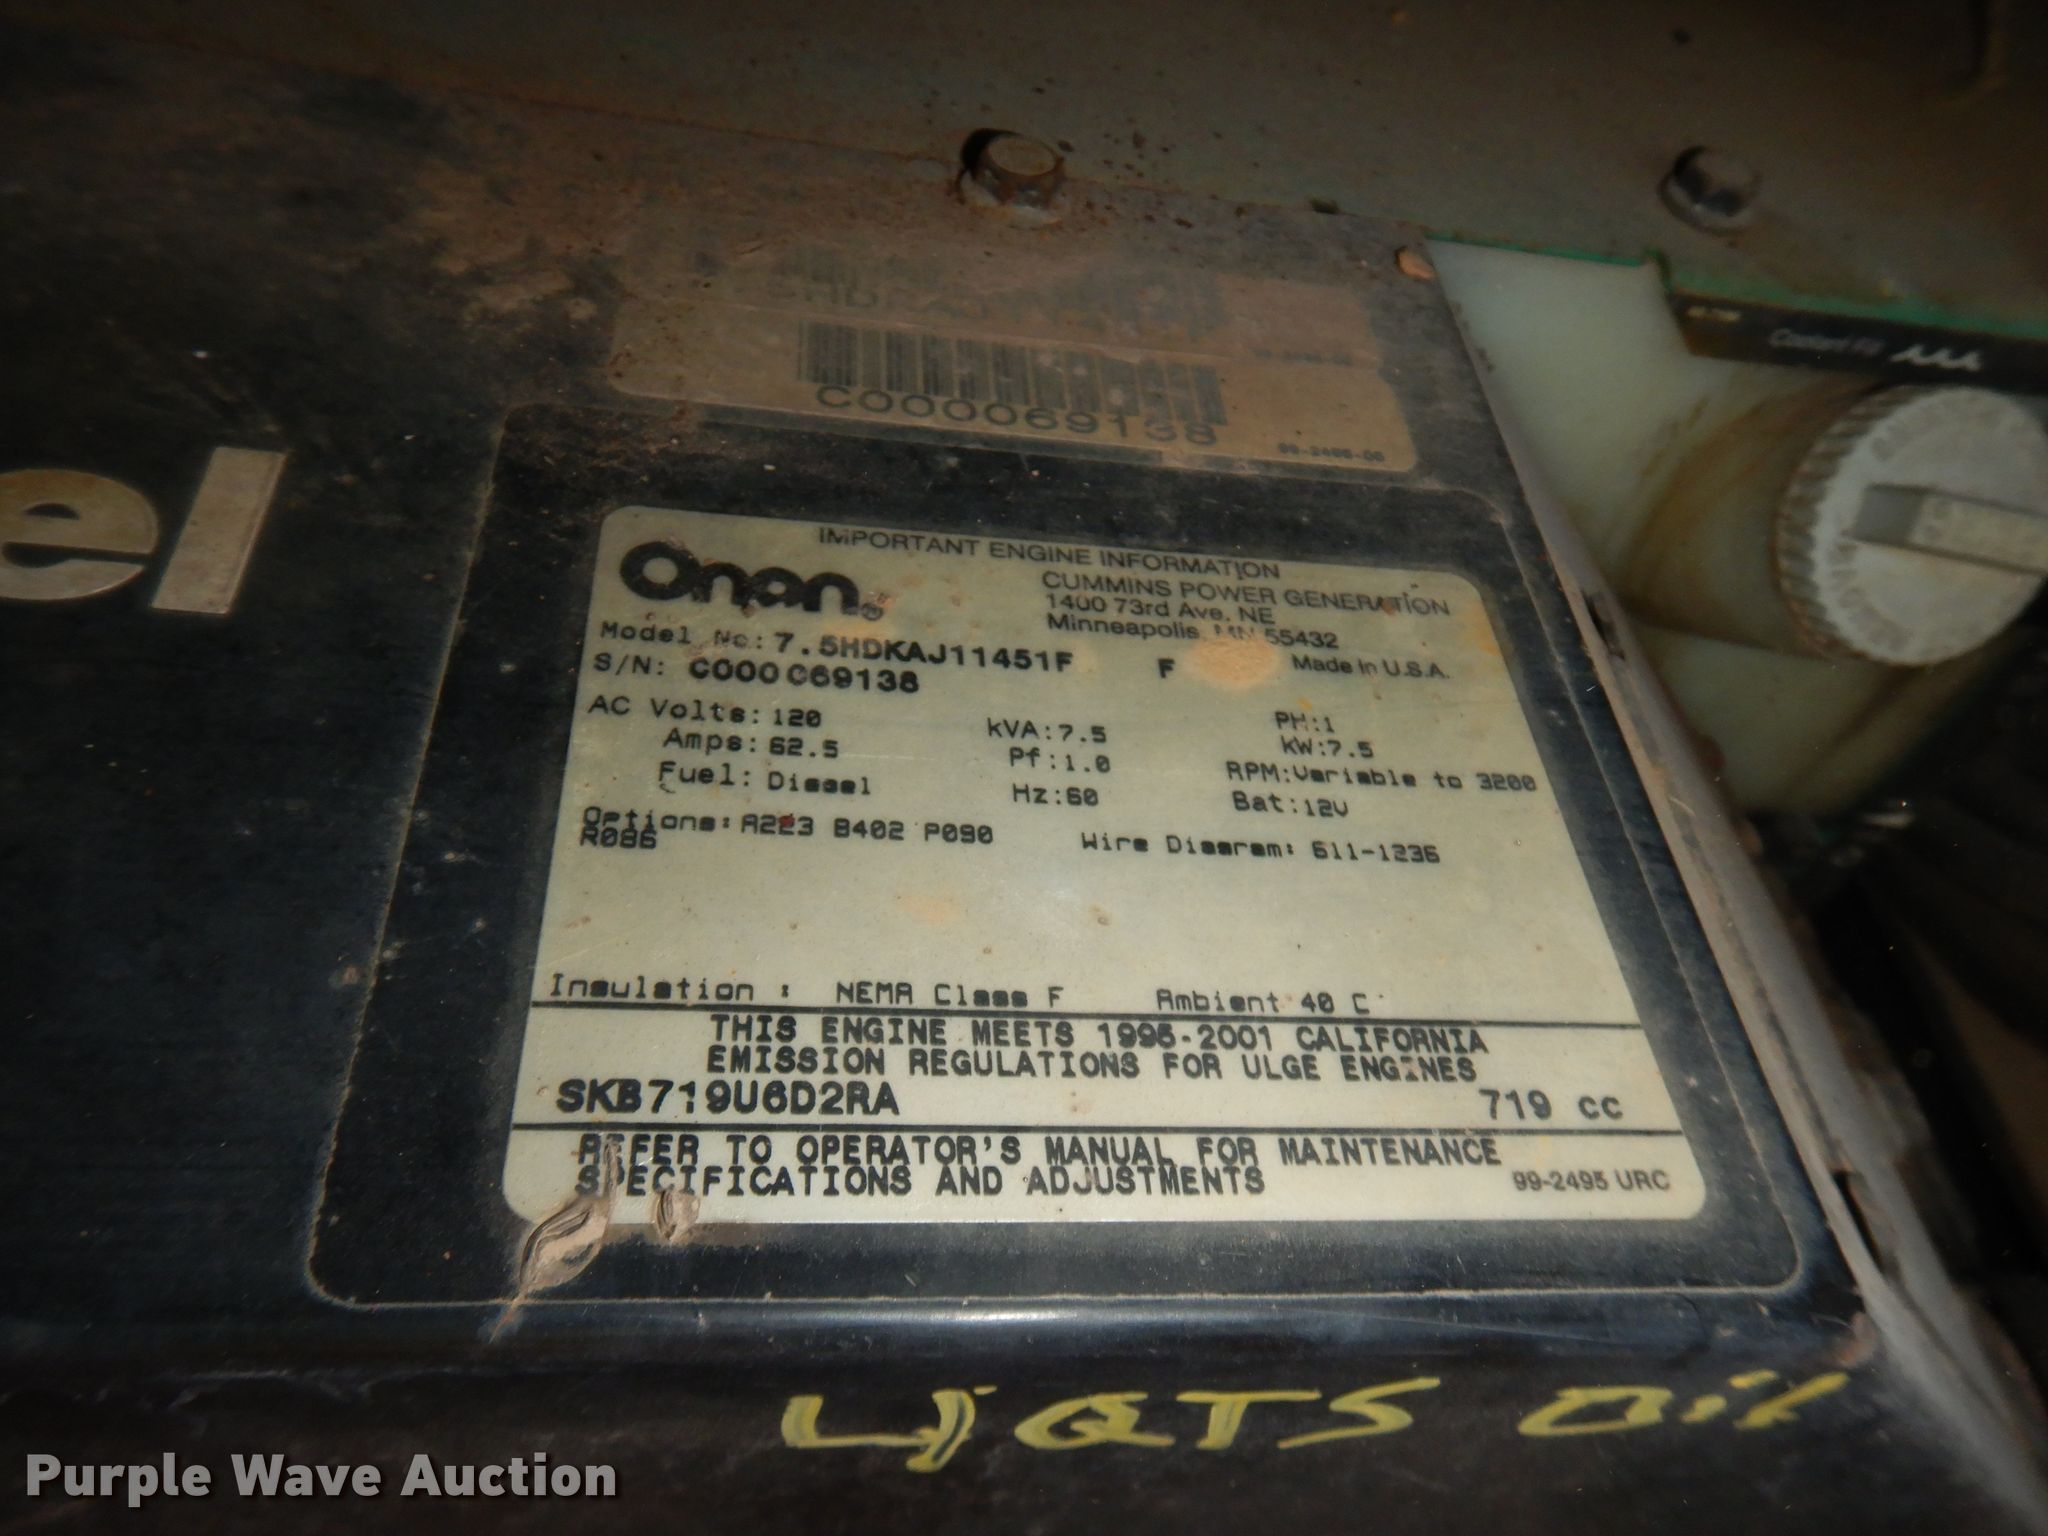 C000069138
99-2496-06
el
IMPORTANT ENGINE INFORMATION
Onan®
CUMMINS POWER GENERATION
1400 73rd Ave. NE
Minneapolis, MN 55432
Model No: 7.5HDKAJ11451F F Made in U.S.A.
S/N: C000069138
AC Volts: 120 kVA: 7.5 PH: 1
Amps: 62.5 Pf: 1.0 kW: 7.5
Fuel: Diesel Hz: 60 RPM: Variable to 3200
Bat: 12V
Options: A223 B402 P090
R086 Wire Diagram: 611-1236
Insulation : NEMA Class F Ambient 40 C
THIS ENGINE MEETS 1995-2001 CALIFORNIA
EMISSION REGULATIONS FOR ULGE ENGINES
SKB719U6D2RA 719 cc
REFER TO OPERATOR'S MANUAL FOR MAINTENANCE
SPECIFICATIONS AND ADJUSTMENTS
99-2495 URC
4 QTS Oil
Purple Wave Auction